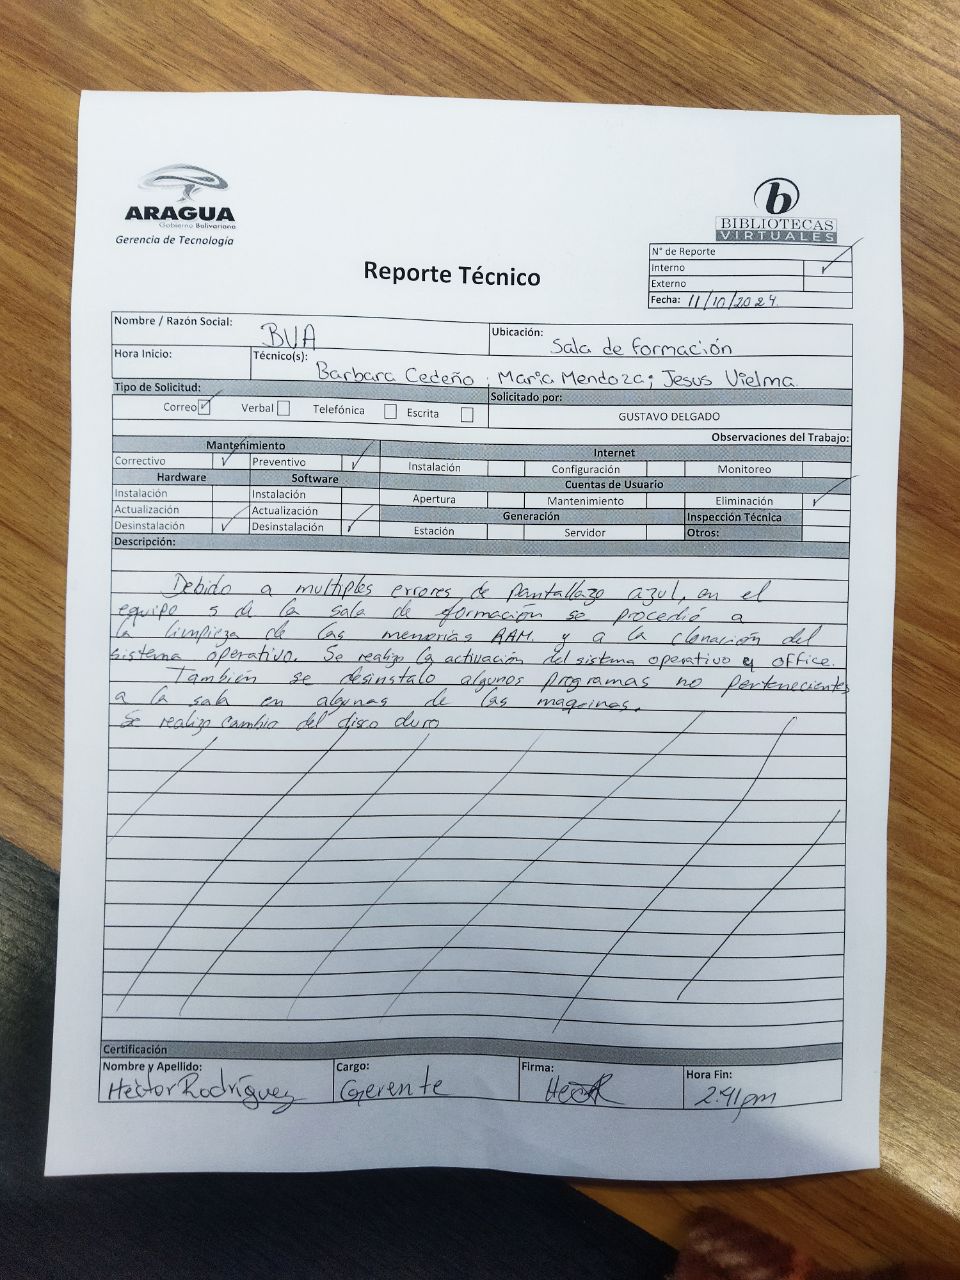 ARAGUA
Gobierno Bolivariano
Gerencia de Tecnología
b
BIBLIOTECAS
VIRTUALES
Reporte Técnico
N° de Reporte
Interno
Externo
Fecha: 11/10/2024
Nombre / Razón Social: BVA
Ubicación: Sala de formación
Hora Inicio:
Técnico(s): Barbara Cedeño ; Maria Mendoza ; Jesus Vielma
Tipo de Solicitud:
Solicitado por:
Correo Verbal Telefónica Escrita
GUSTAVO DELGADO
Observaciones del Trabajo:
Mantenimiento Internet
Correctivo Preventivo Instalación Configuración Monitoreo
Hardware Software Cuentas de Usuario
Instalación Instalación Apertura Mantenimiento Eliminación
Actualización Actualización Generación Inspección Técnica
Desinstalación Desinstalación Estación Servidor Otros:
Descripción:
Debido a multiples errores de pantallazo azul, en el
equipo 5 de la sala de formación se procedió a
la limpieza de las memorias RAM. y a la clonación del
sistema operativo. Se realizo la activación del sistema operativo y office.
También se desinstalo algunos programas no pertenecientes
a la sala en algunas de las maquinas.
Se realizo cambio del disco duro
Certificación
Nombre y Apellido: Cargo: Firma: Hora Fin:
Héctor Rodríguez Gerente 2:41pm